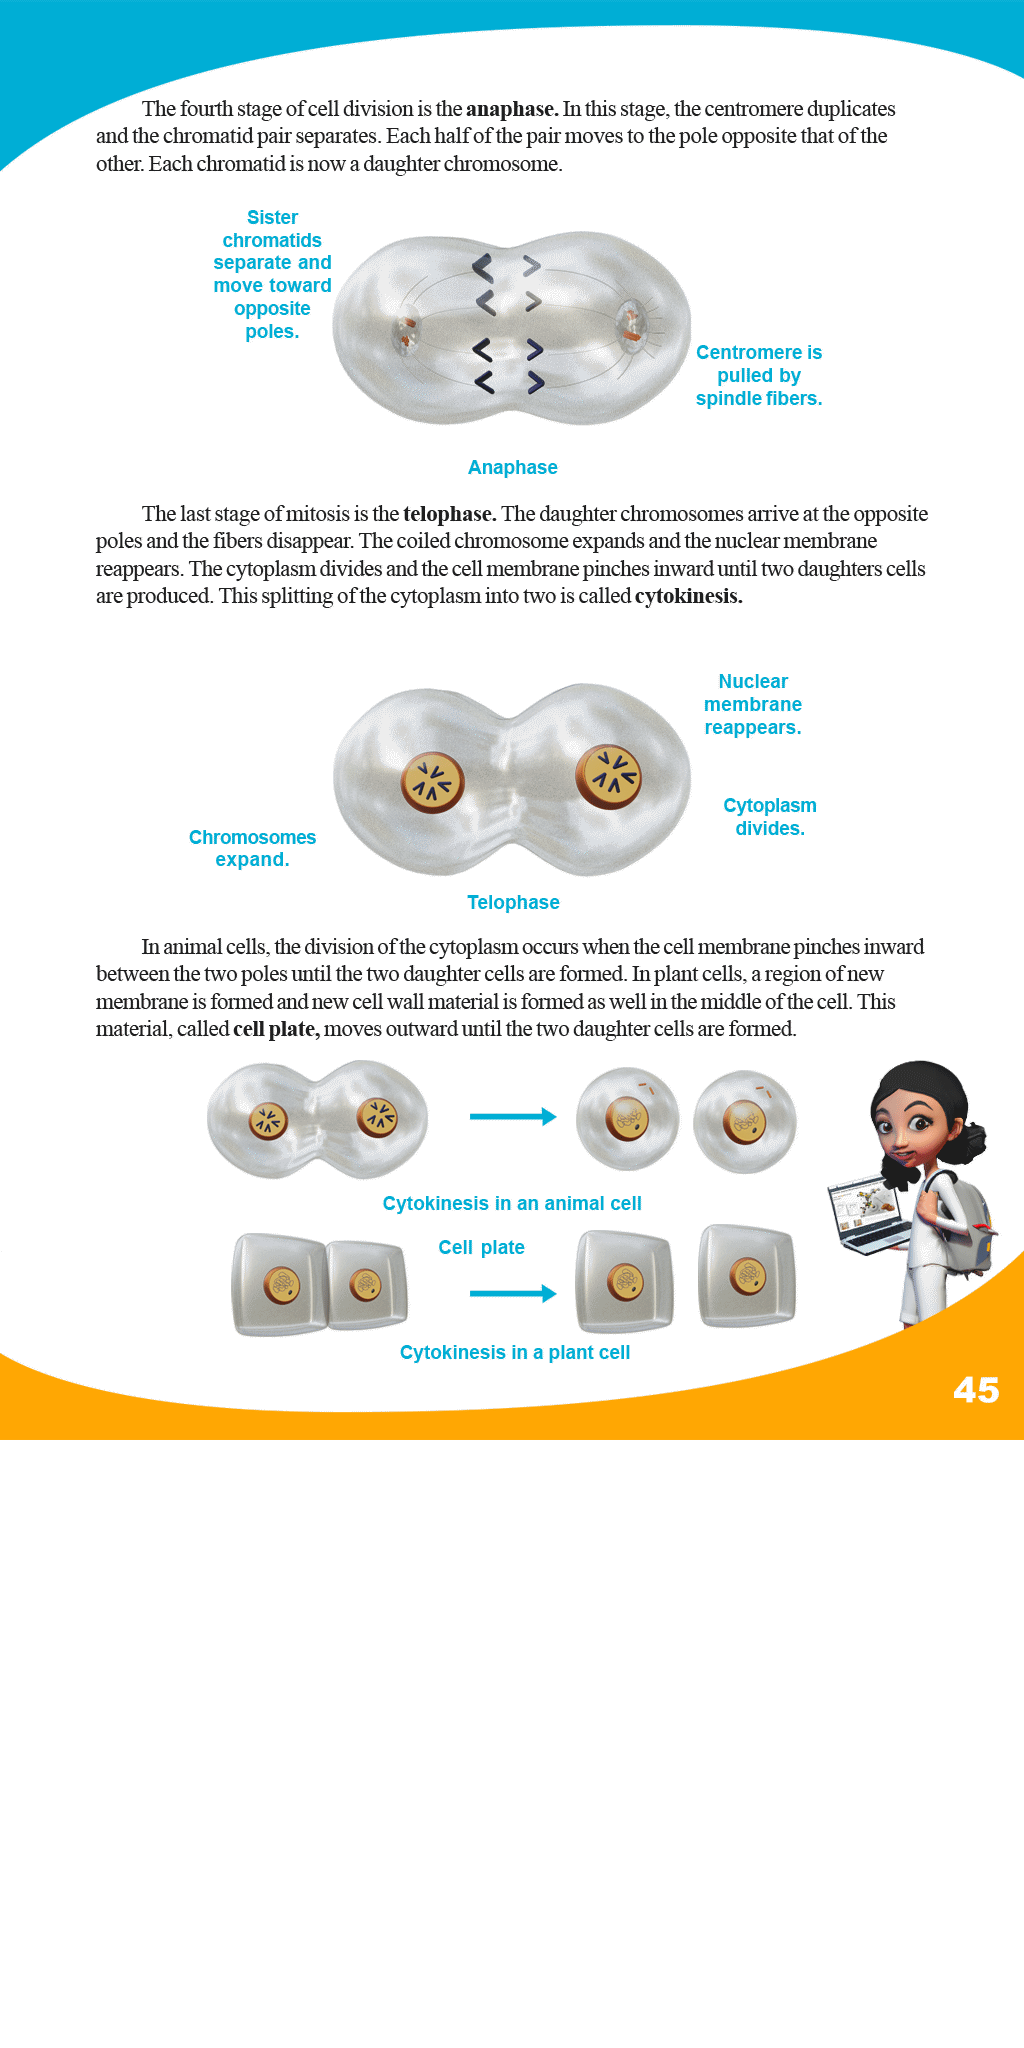 The fourth stage of cell division is the anaphase. In this stage, the centromere duplicates
and the chromatid pair separates. Each half of the pair moves to the pole opposite that of the
other. Each chromatid is now a daughter chromosome.
Sister
chromatids
separate and
move toward
opposite
poles.
Centromere is
pulled by
spindle fibers.
Anaphase
The last stage of mitosis is the telophase. The daughter chromosomes arrive at the opposite
poles and the fibers disappear. The coiled chromosome expands and the nuclear membrane
reappears. The cytoplasm divides and the cell membrane pinches inward until two daughters cells
are produced. This splitting of the cytoplasm into two is called cytokinesis.
Nuclear
membrane
reappears.
Cytoplasm
divides.
Chromosomes
expand.
Telophase
In animal cells, the division of the cytoplasm occurs when the cell membrane pinches inward
between the two poles until the two daughter cells are formed. In plant cells, a region of new
membrane is formed and new cell wall material is formed as well in the middle of the cell. This
material, called cell plate, moves outward until the two daughter cells are formed.
Cytokinesis in an animal cell
Cell plate
Cytokinesis in a plant cell
45